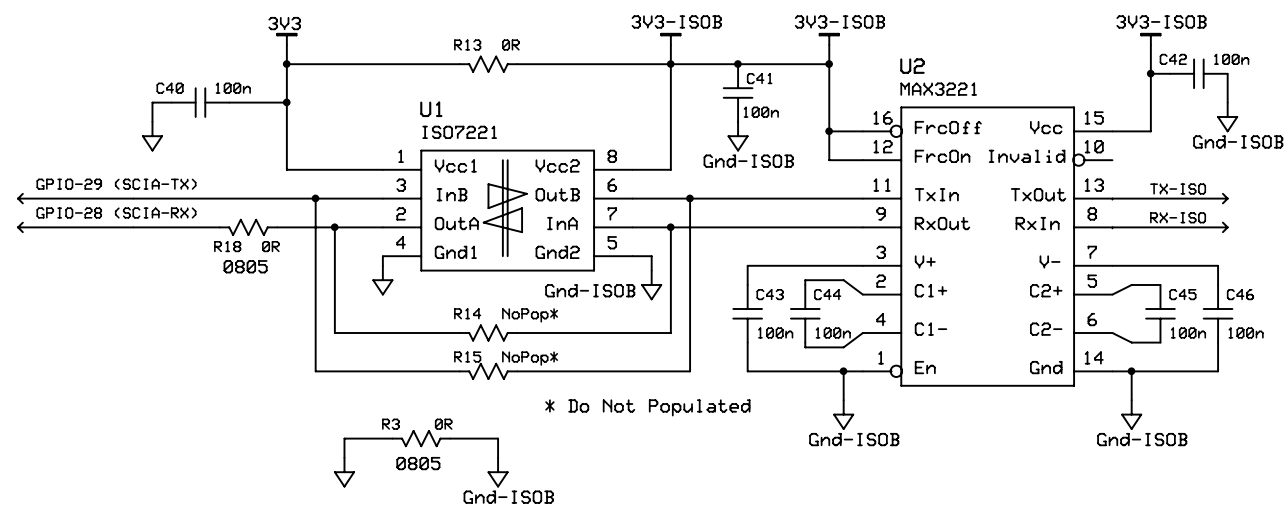 3V3
3V3-ISOB
3V3-ISOB
3V3-ISOB
R13 0R
C40 100n
C41
100n
Gnd-ISOB
C42 100n
Gnd-ISOB
U1
ISO7221
1 Vcc1 Vcc2 8
3 InB OutB 6
2 OutA InA 7
4 Gnd1 Gnd2 5
GPIO-29 (SCIA-TX)
GPIO-28 (SCIA-RX)
R18 0R
0805
Gnd-ISOB
R14 NoPop*
R15 NoPop*
* Do Not Populated
R3 0R
0805
Gnd-ISOB
U2
MAX3221
16 FrcOff Vcc 15
12 FrcOn Invalid 10
11 TxIn TxOut 13
9 RxOut RxIn 8
3 V+ V- 7
2 C1+ C2+ 5
4 C1- C2- 6
1 En Gnd 14
TX-ISO
RX-ISO
C43
100n
C44
100n
C45
100n
C46
100n
Gnd-ISOB
Gnd-ISOB